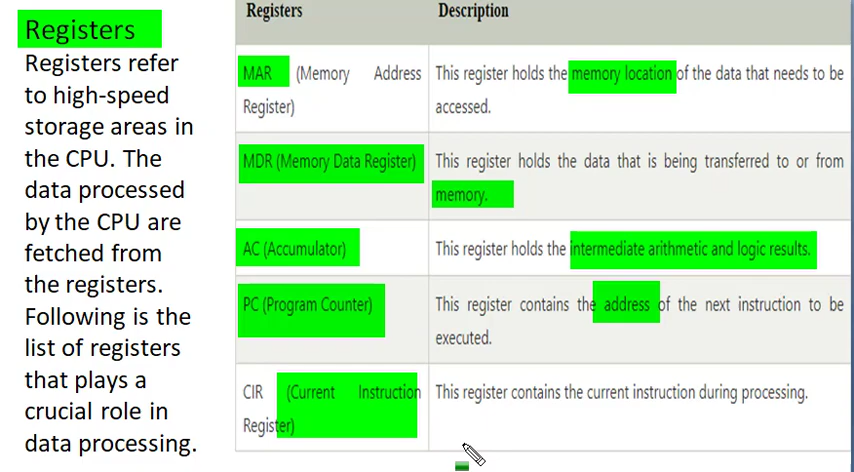 Registers
Registers refer
to high-speed
storage areas in
the CPU. The
data processed
by the CPU are
fetched from
the registers.
Following is the
list of registers
that plays a
crucial role in
data processing.
Registers Description
MAR (Memory Address
Register)
This register holds the memory location of the data that needs to be
accessed.
MDR (Memory Data Register)
This register holds the data that is being transferred to or from
memory.
AC (Accumulator)
This register holds the intermediate arithmetic and logic results.
PC (Program Counter)
This register contains the address of the next instruction to be
executed.
CIR (Current Instruction
Register)
This register contains the current instruction during processing.